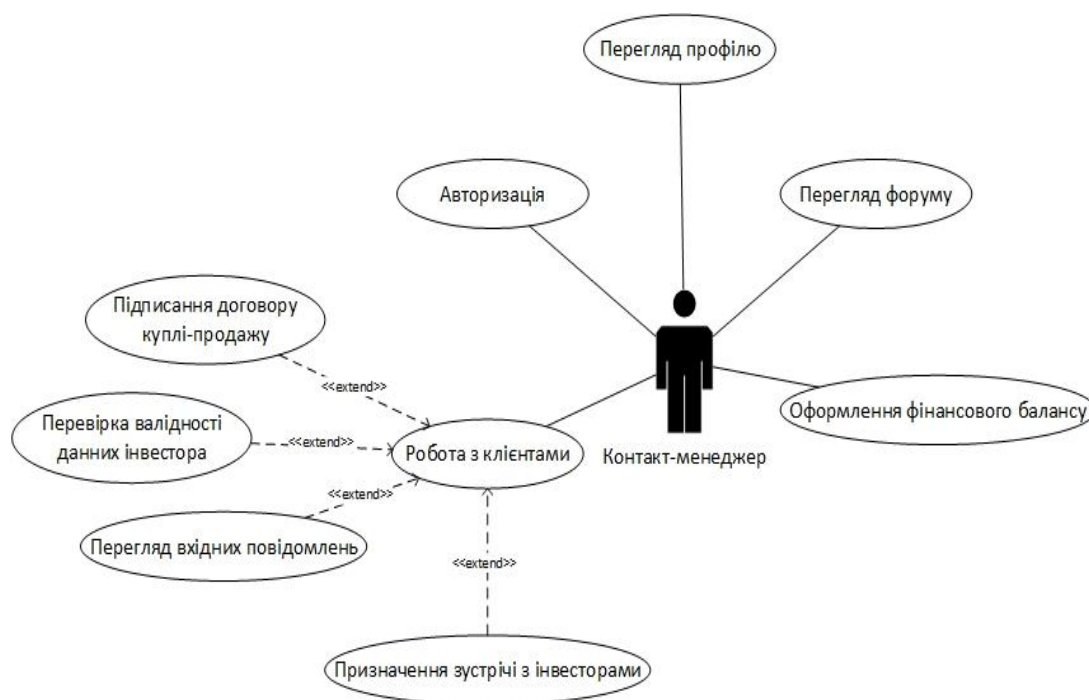 Перегляд профілю
Авторизація
Перегляд форуму
Підписання договору
куплі-продажу
<<extend>>
Оформлення фінансового балансу
Перевірка валідності
данних інвестора
<<extend>>
Робота з клієнтами
Контакт-менеджер
<<extend>>
Перегляд вхідних повідомлень
<<extend>>
Призначення зустрічі з інвесторами